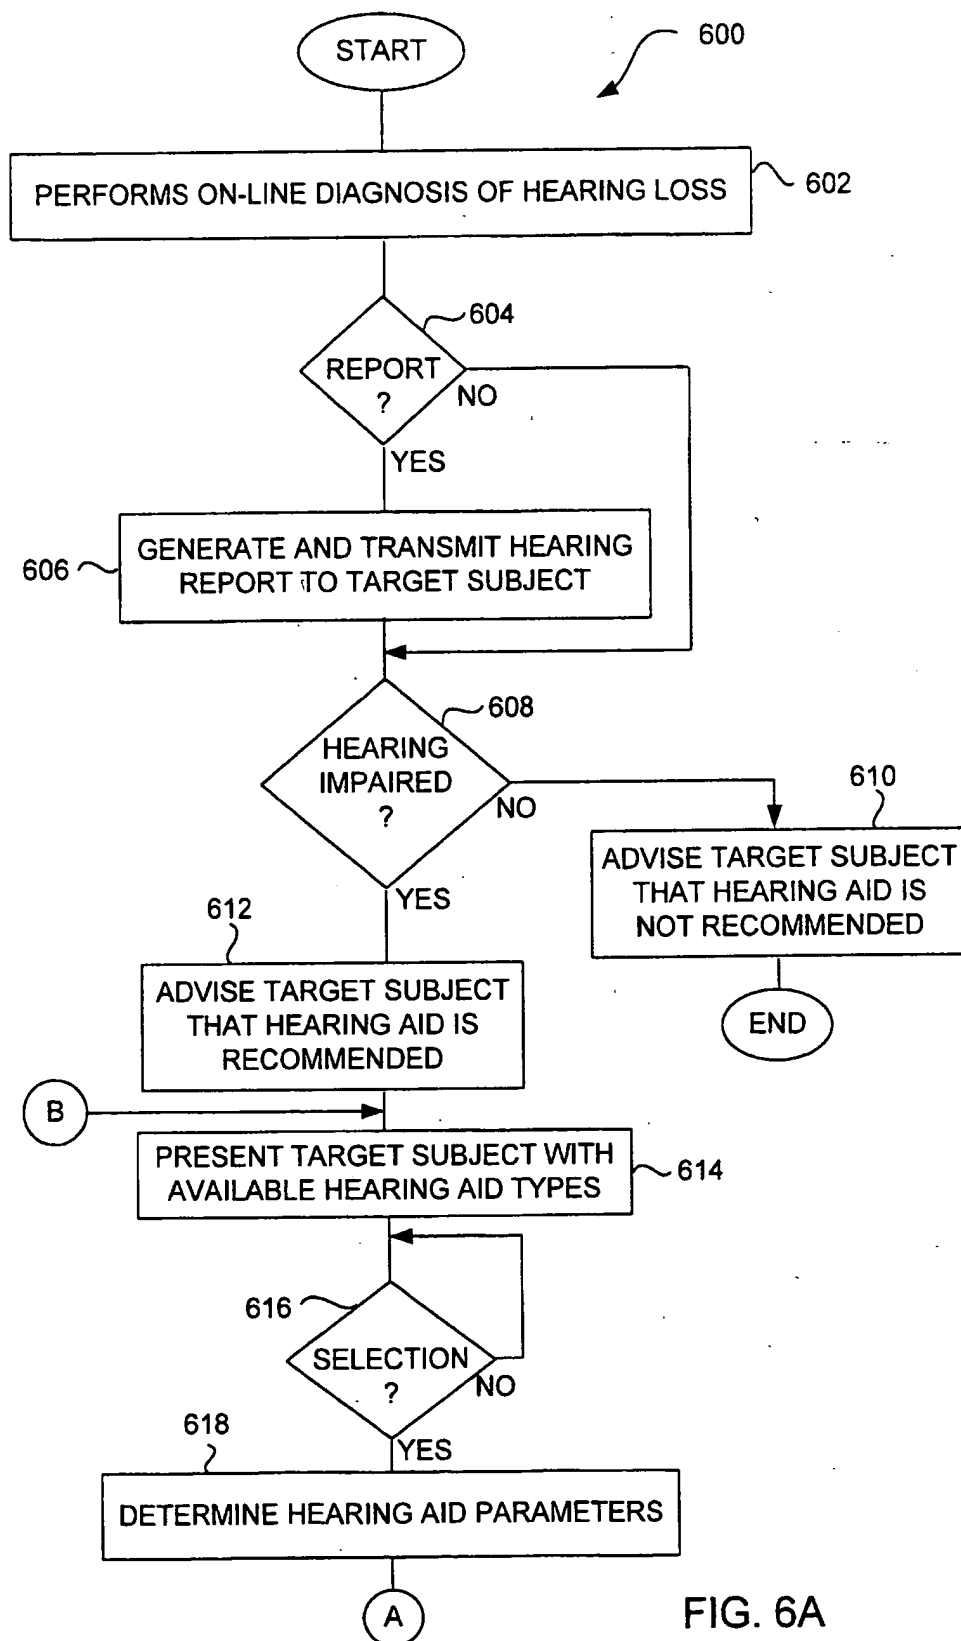 START
600
PERFORMS ON-LINE DIAGNOSIS OF HEARING LOSS
602
604
REPORT
?
NO
YES
GENERATE AND TRANSMIT HEARING
REPORT TO TARGET SUBJECT
606
608
HEARING
IMPAIRED
?
NO
YES
610
ADVISE TARGET SUBJECT
THAT HEARING AID IS
NOT RECOMMENDED
END
612
ADVISE TARGET SUBJECT
THAT HEARING AID IS
RECOMMENDED
B
PRESENT TARGET SUBJECT WITH
AVAILABLE HEARING AID TYPES
614
616
SELECTION
?
NO
YES
618
DETERMINE HEARING AID PARAMETERS
A
FIG. 6A